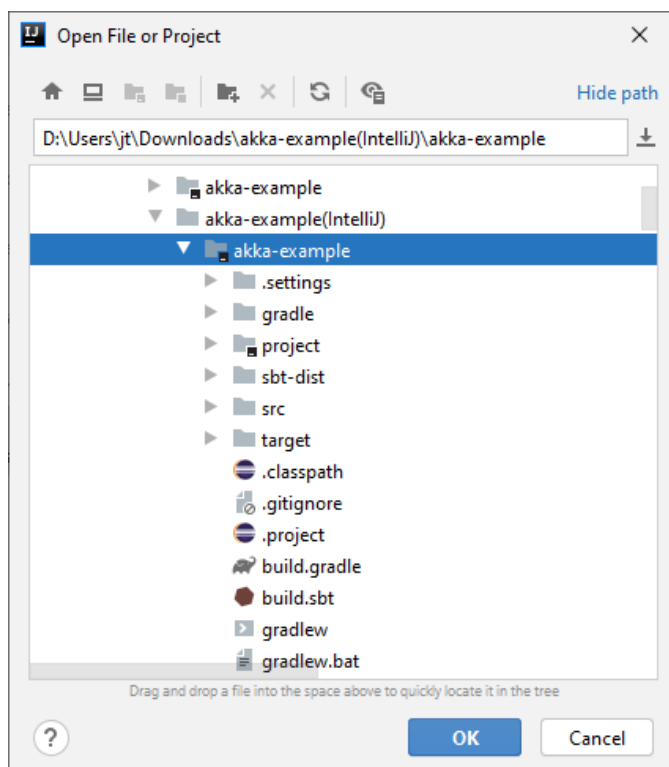 IJ Open File or Project
Hide path
D:\Users\jt\Downloads\akka-example(IntelliJ)\akka-example
akka-example
akka-example(IntelliJ)
akka-example
.settings
gradle
project
sbt-dist
src
target
.classpath
.gitignore
.project
build.gradle
build.sbt
gradlew
gradlew.bat
Drag and drop a file into the space above to quickly locate it in the tree
? OK Cancel